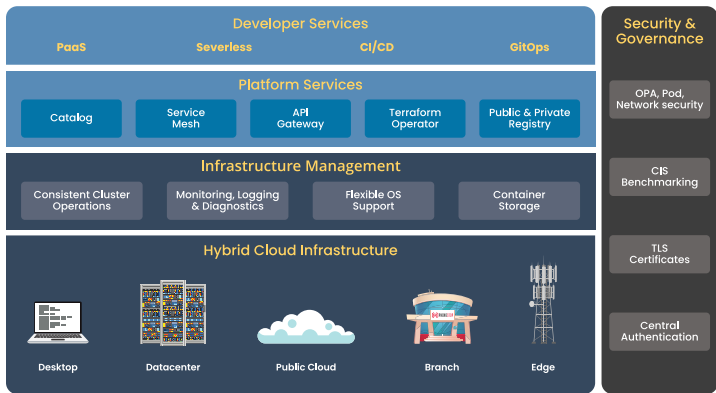 Developer Services
PaaS
Severless
CI/CD
GitOps
Platform Services
Catalog
Service
Mesh
API
Gateway
Terraform
Operator
Public & Private
Registry
Infrastructure Management
Consistent Cluster
Operations
Monitoring, Logging
& Diagnostics
Flexible OS
Support
Container
Storage
Hybrid Cloud Infrastructure
Desktop
Datacenter
Public Cloud
Branch
Edge
Security &
Governance
OPA, Pod,
Network security
CIS
Benchmarking
TLS
Certificates
Central
Authentication